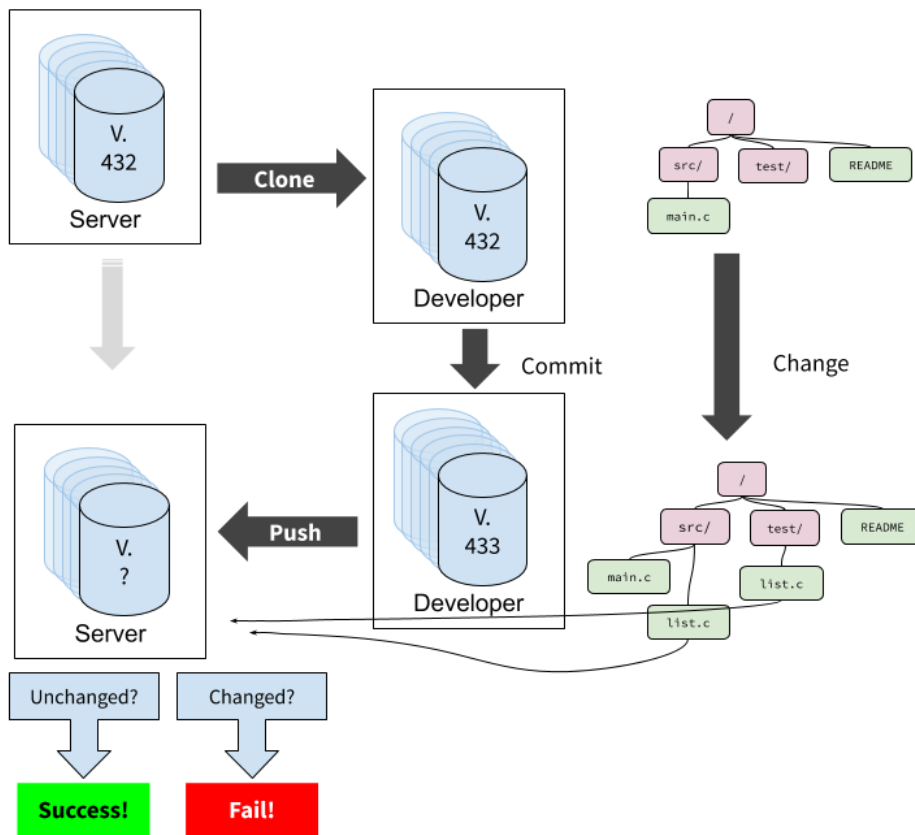 V.
432
Server
Clone
V.
432
Developer
/
src/
test/
README
main.c
Commit
Change
V.
?
Server
Push
V.
433
Developer
/
src/
test/
README
main.c
list.c
list.c
Unchanged?
Changed?
Success!
Fail!